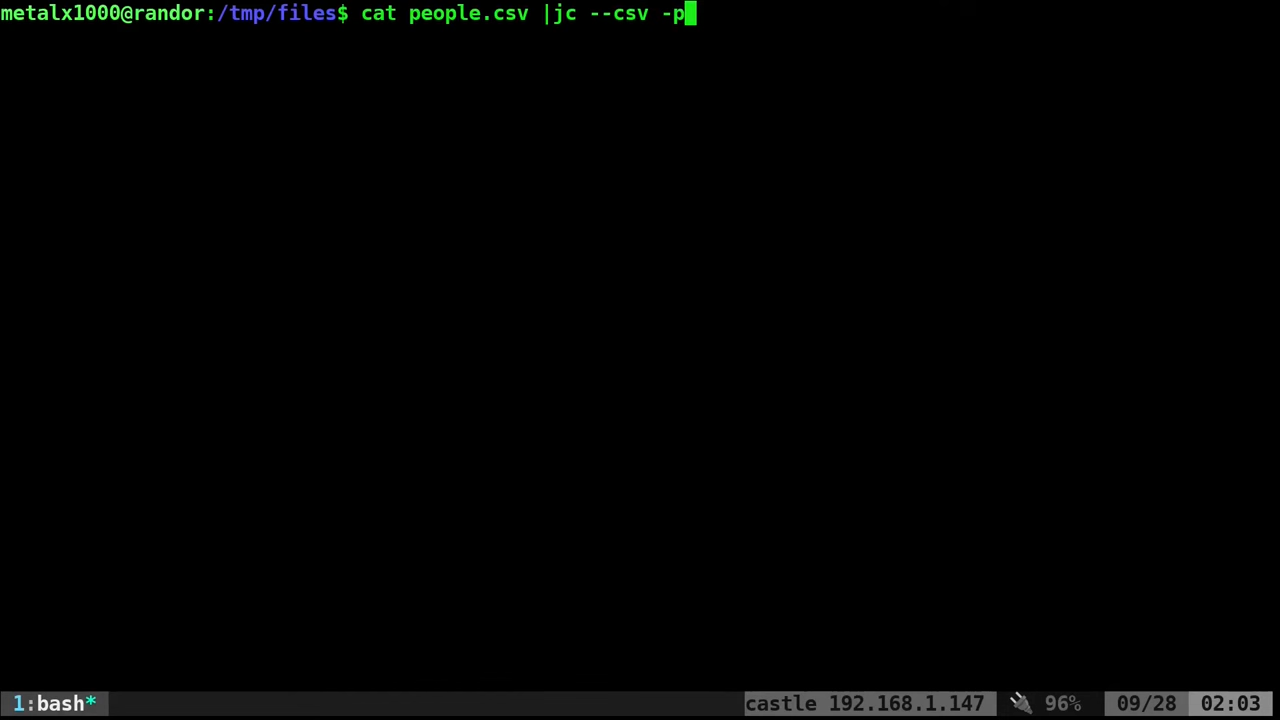 metalx1000@randor:/tmp/files$ cat people.csv |jc --csv -p
1:bash* castle 192.168.1.147 96% 09/28 02:03